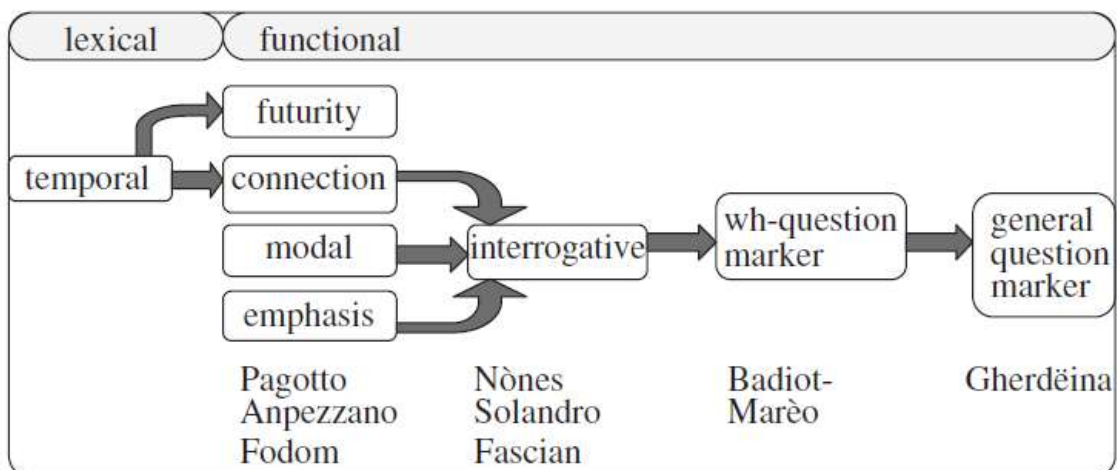 lexical
functional
futurity
temporal
connection
modal
emphasis
interrogative
wh-question
marker
general
question
marker
Pagotto
Anpezzano
Fodom
Nònes
Solandro
Fascian
Badiot-
Marèo
Gherdëina